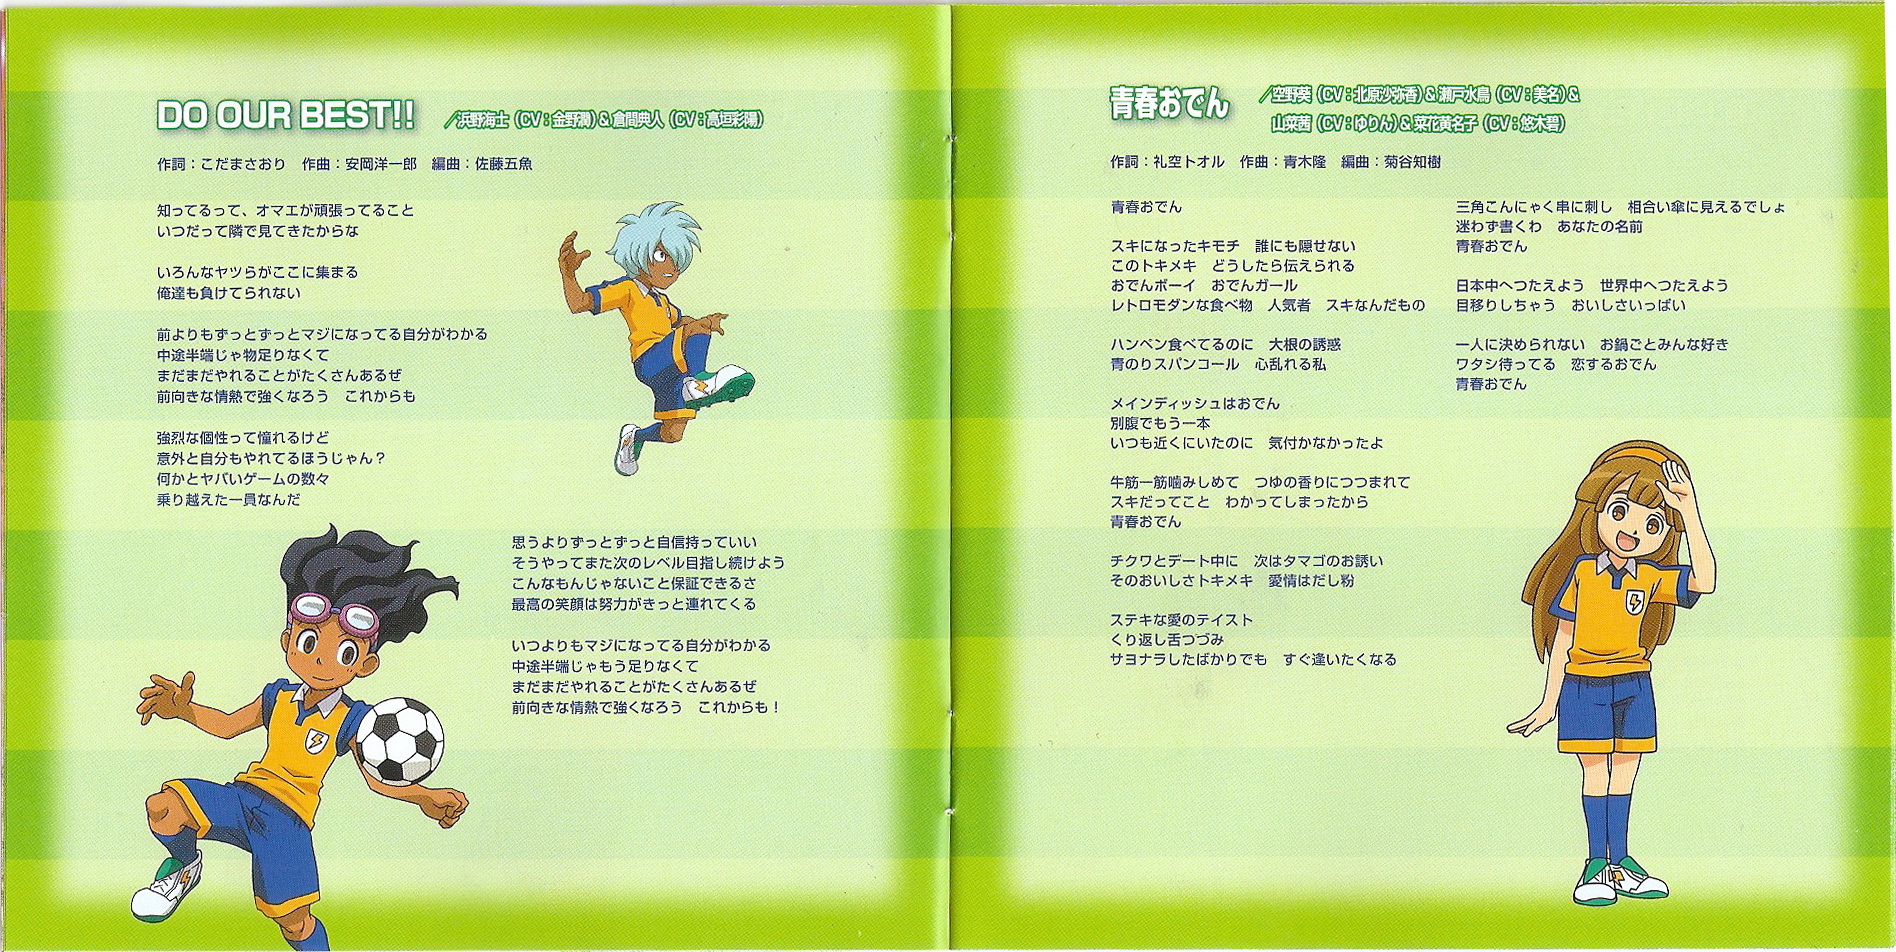 DO OUR BEST!! ／浜野海士（CV：金野潤）＆倉間典人（CV：高垣彩陽）
作詞：こだまさおり　作曲：安岡洋一郎　編曲：佐藤五魚
知ってるって、オマエが頑張ってること
いつだって隣で見てきたからな
いろんなヤツらがここに集まる
俺達も負けてられない
前よりもずっとずっとマジになってる自分がわかる
中途半端じゃ物足りなくて
まだまだやれることがたくさんあるぜ
前向きな情熱で強くなろう　これからも
強烈な個性って憧れるけど
意外と自分もやれてるほうじゃん？
何かとヤバいゲームの数々
乗り越えた一員なんだ
思うよりずっとずっと自信持っていい
そうやってまた次のレベル目指し続けよう
こんなもんじゃないこと保証できるさ
最高の笑顔は努力がきっと連れてくる
いつよりもマジになってる自分がわかる
中途半端じゃもう足りなくて
まだまだやれることがたくさんあるぜ
前向きな情熱で強くなろう　これからも！
青春おでん ／空野葵（CV：北原沙弥香）＆瀬戸水鳥（CV：美名）＆
山菜茜（CV：ゆりん）＆菜花黄名子（CV：悠木碧）
作詞：礼空トオル　作曲：青木隆　編曲：菊谷知樹
青春おでん
スキになったキモチ　誰にも隠せない
このトキメキ　どうしたら伝えられる
おでんボーイ　おでんガール
レトロモダンな食べ物　人気者　スキなんだもの
ハンペン食べてるのに　大根の誘惑
青のりスパンコール　心乱れる私
メインディッシュはおでん
別腹でもう一本
いつも近くにいたのに　気付かなかったよ
牛筋一筋噛みしめて　つゆの香りにつつまれて
スキだってこと　わかってしまったから
青春おでん
チクワとデート中に　次はタマゴのお誘い
そのおいしさトキメキ　愛情はだし粉
ステキな愛のテイスト
くり返し舌つづみ
サヨナラしたばかりでも　すぐ逢いたくなる
三角こんにゃく串に刺し　相合い傘に見えるでしょ
迷わず書くわ　あなたの名前
青春おでん
日本中へつたえよう　世界中へつたえよう
目移りしちゃう　おいしさいっぱい
一人に決められない　お鍋ごとみんな好き
ワタシ待ってる　恋するおでん
青春おでん